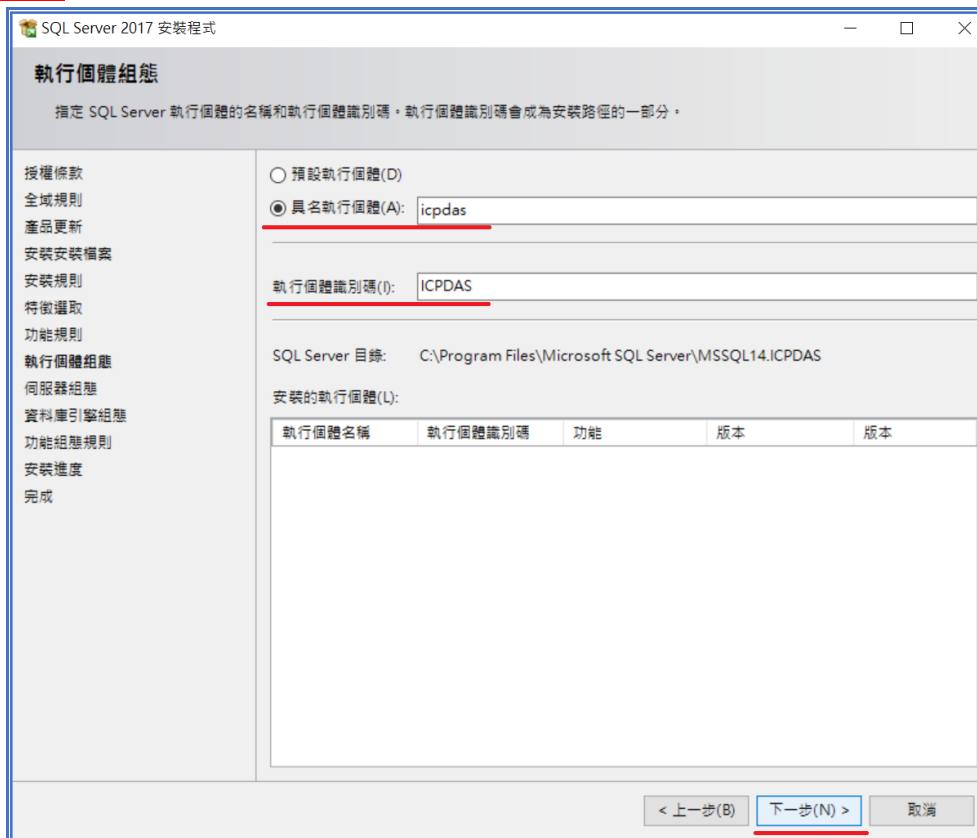 SQL Server 2017 安裝程式
執行個體組態
指定 SQL Server 執行個體的名稱和執行個體識別碼。執行個體識別碼會成為安裝路徑的一部分。
授權條款
全域規則
產品更新
安裝安裝檔案
安裝規則
特徵選取
功能規則
執行個體組態
伺服器組態
資料庫引擎組態
功能組態規則
安裝進度
完成
預設執行個體(D)
具名執行個體(A): icpdas
執行個體識別碼(I): ICPDAS
SQL Server 目錄: C:\Program Files\Microsoft SQL Server\MSSQL14.ICPDAS
安裝的執行個體(L):
執行個體名稱 執行個體識別碼 功能 版本 版本
< 上一步(B) 下一步(N) > 取消